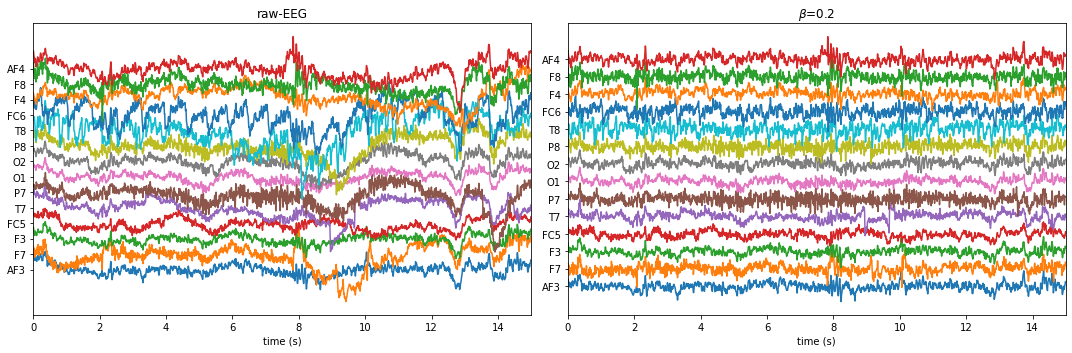 raw-EEG
AF4
F8
F4
FC6
T8
P8
O2
O1
P7
T7
FC5
F3
F7
AF3
0 2 4 6 8 10 12 14
time (s)
β=0.2
AF4
F8
F4
FC6
T8
P8
O2
O1
P7
T7
FC5
F3
F7
AF3
0 2 4 6 8 10 12 14
time (s)